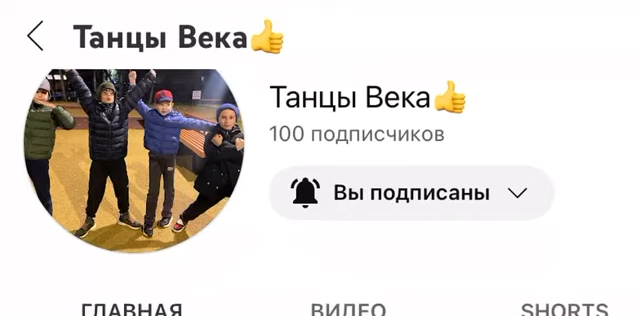 Танцы Века👍
Танцы Века👍
100 подписчиков
Вы подписаны
ГЛАВНАЯ ВИДЕО SHORTS